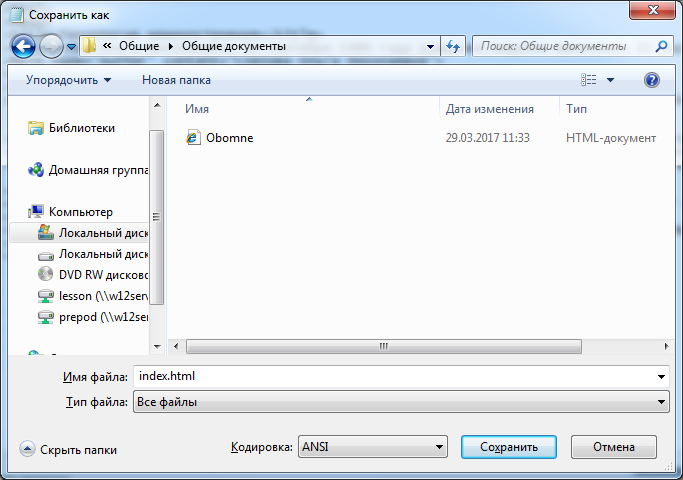 Сохранить как
« Общие ▸ Общие документы
Поиск: Общие документы
Упорядочить
Новая папка
Имя
Дата изменения
Тип
Библиотеки
Домашняя группа
Компьютер
Локальный диск
Локальный диск
DVD RW дисково
lesson (\\w12serv
prepod (\\w12serv
Obomne
29.03.2017 11:33
HTML-документ
Имя файла: index.html
Тип файла: Все файлы
Скрыть папки
Кодировка: ANSI
Сохранить
Отмена